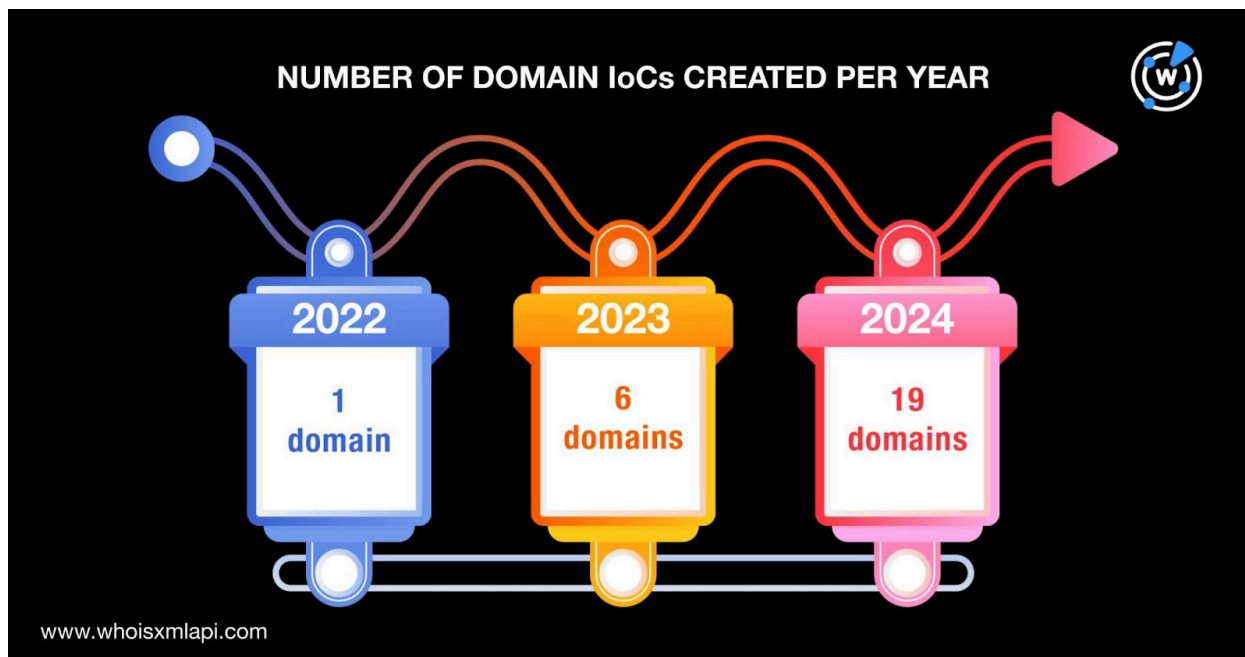 NUMBER OF DOMAIN IoCs CREATED PER YEAR
W
2022
1
domain
2023
6
domains
2024
19
domains
www.whoisxmlapi.com